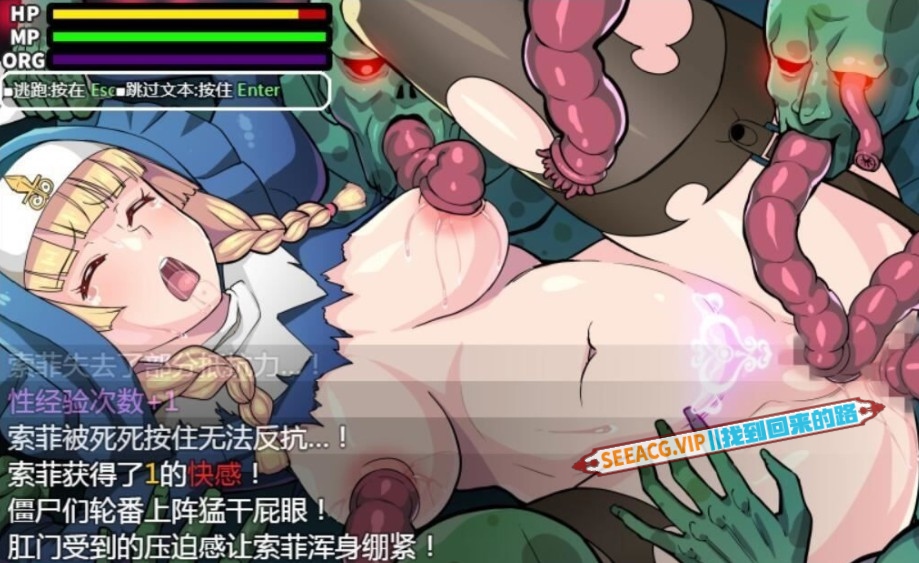 HP
MP
ORG
■逃跑:按在 Esc■跳过文本:按住 Enter
索菲失去了部分抵抗力...！
性经验次数+1
索菲被死死按住无法反抗...！
索菲获得了1的快感！
僵尸们轮番上阵猛干屁眼！
肛门受到的压迫感让索菲浑身绷紧！
SEEACG.VIP||找到回来的路